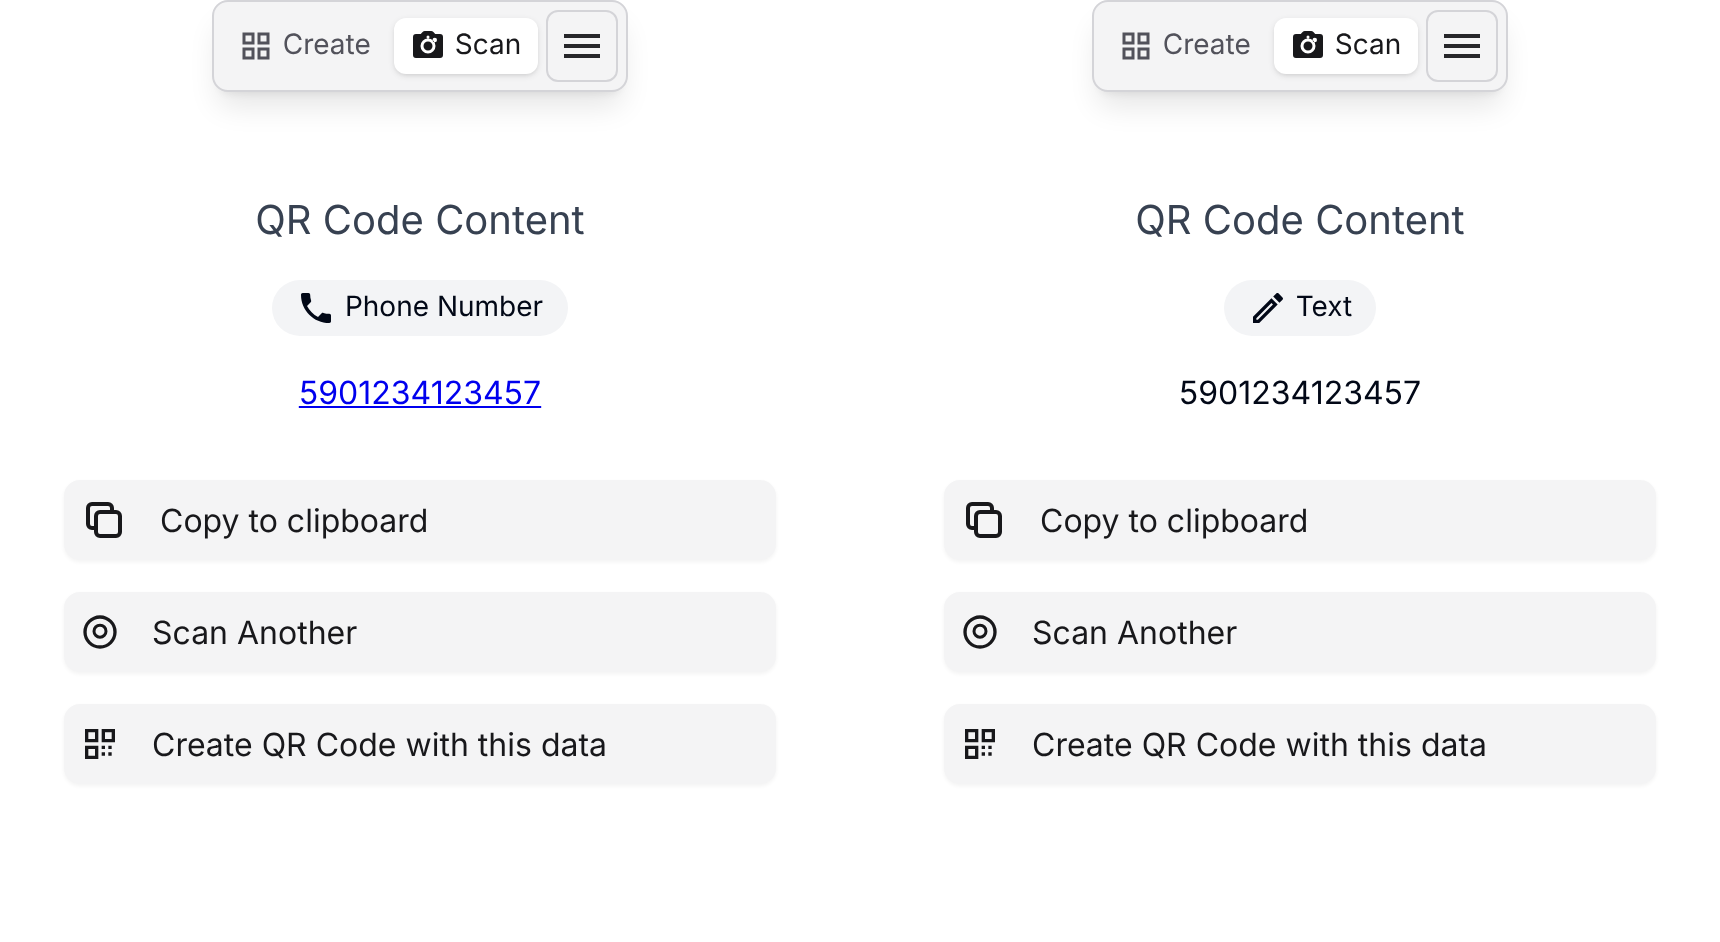 Create Scan
QR Code Content
Phone Number
5901234123457
Copy to clipboard
Scan Another
Create QR Code with this data
Create Scan
QR Code Content
Text
5901234123457
Copy to clipboard
Scan Another
Create QR Code with this data